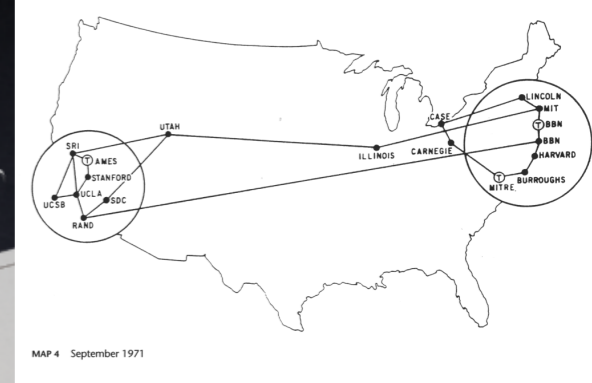 LINCOLN
MIT
CASE
T BBN
UTAH
BBN
SRI
ILLINOIS
CARNEGIE
HARVARD
T AMES
STANFORD
T
BURROUGHS
MITRE.
UCLA
SDC
UCSB
RAND
MAP 4 September 1971